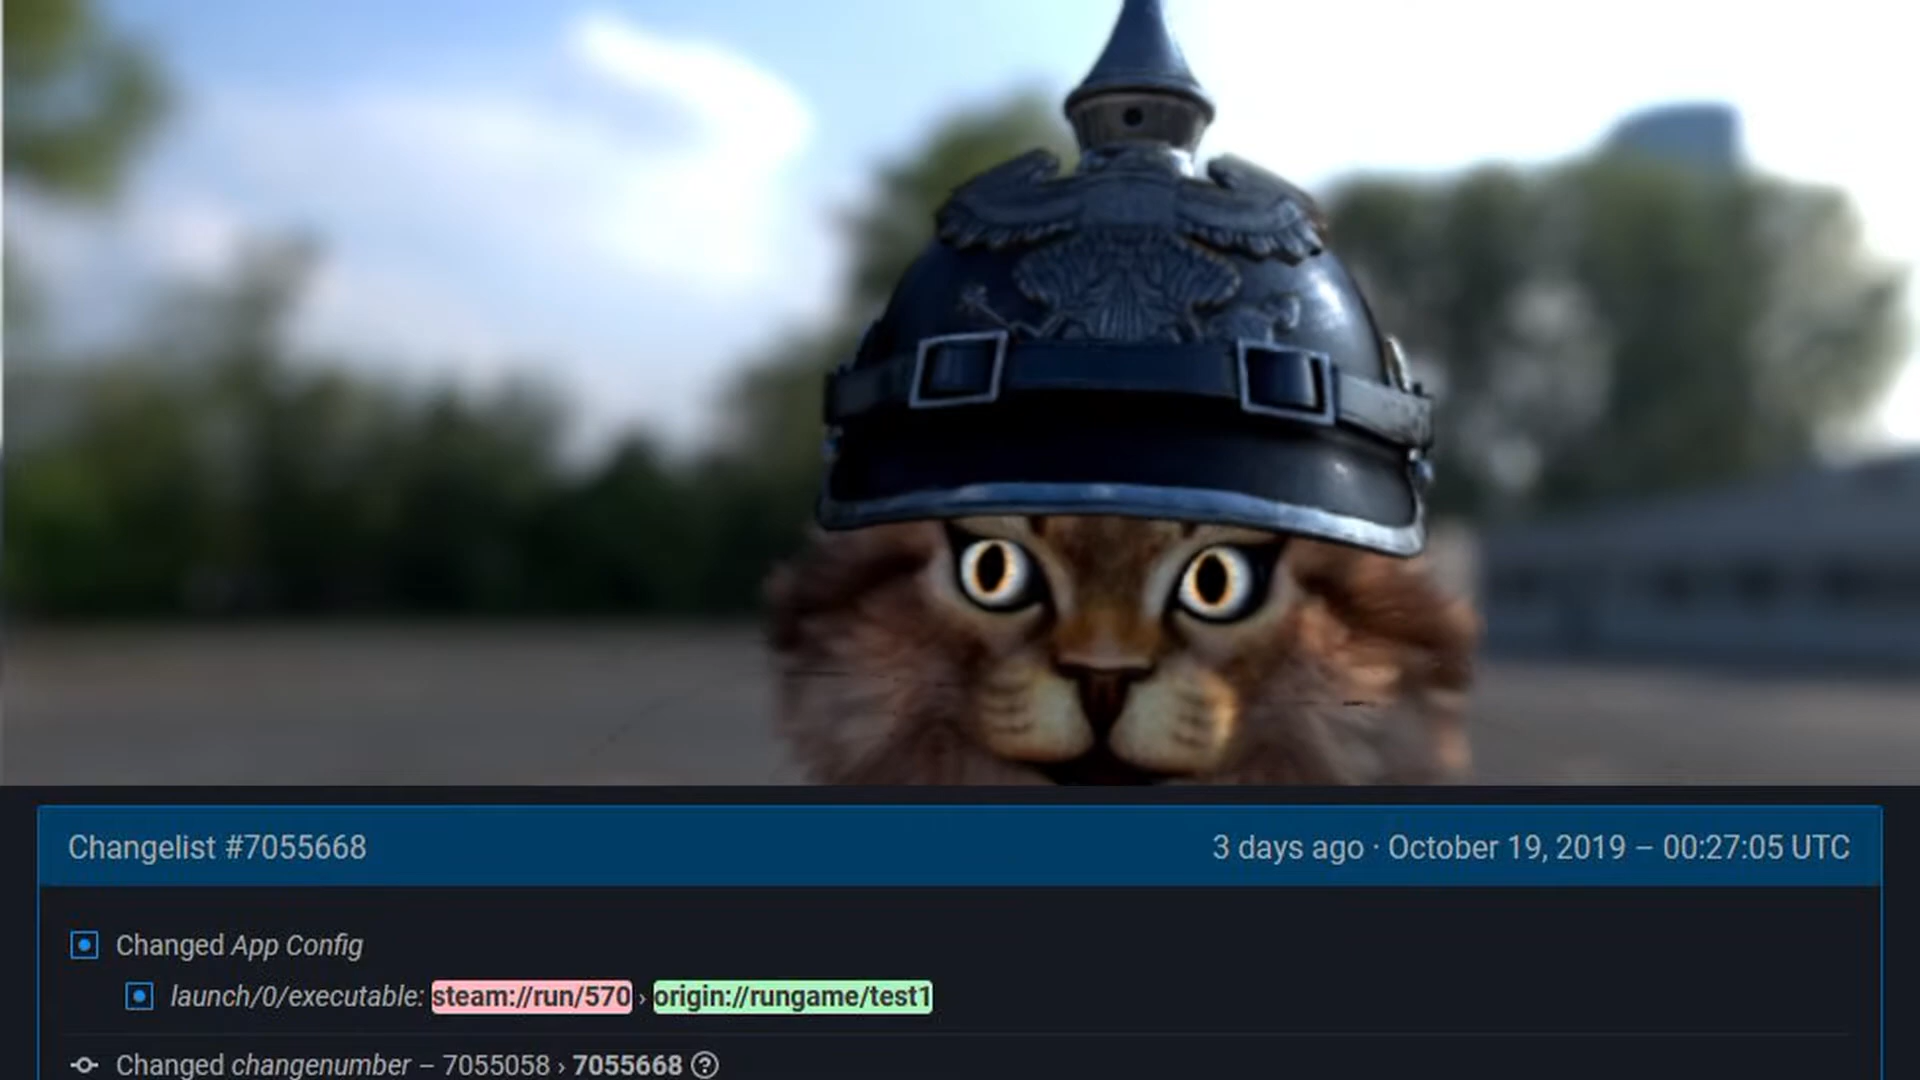 Changelist #7055668
3 days ago · October 19, 2019 – 00:27:05 UTC
Changed App Config
launch/0/executable: steam://run/570 › origin://rungame/test1
Changed changenumber – 7055058 › 7055668 ?